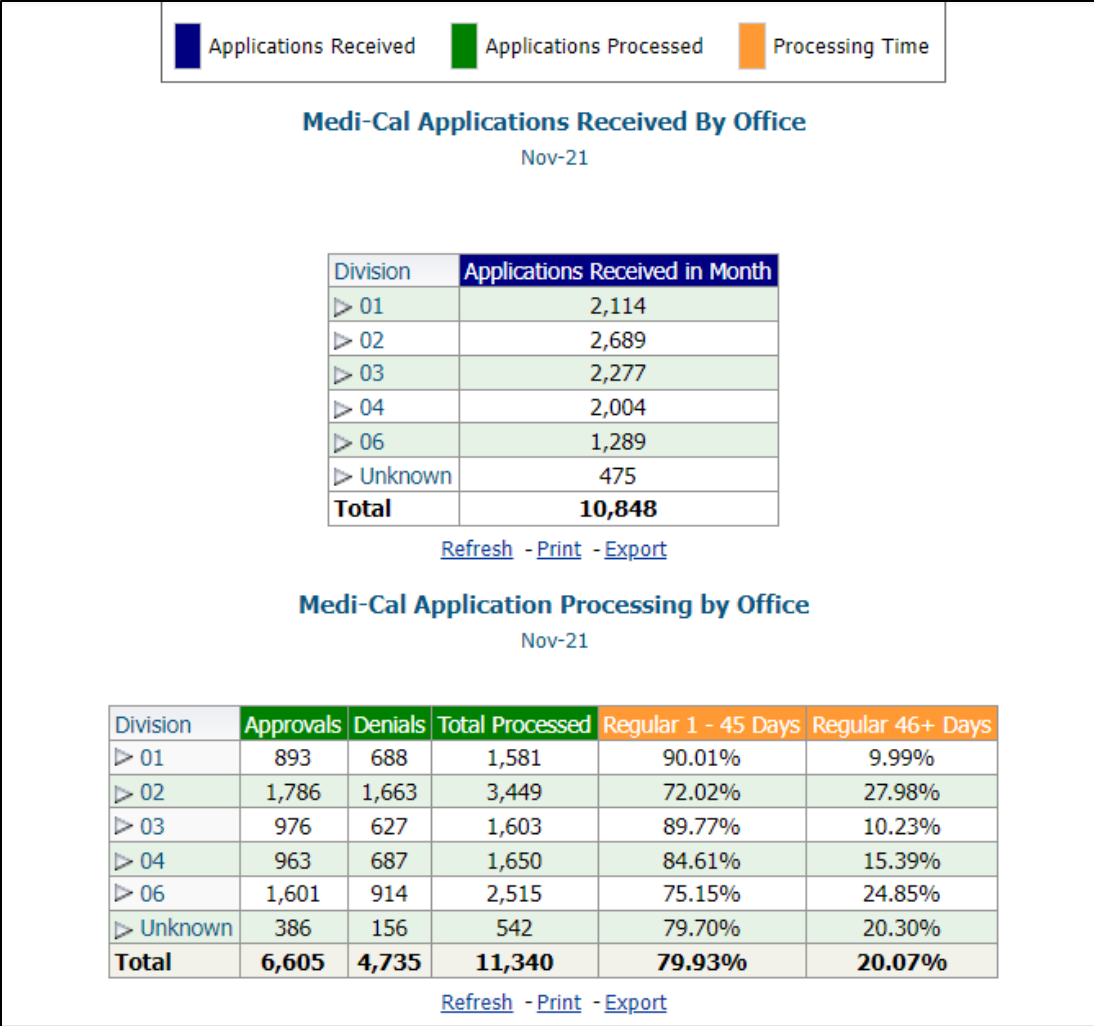 Applications Received Applications Processed Processing Time
Medi-Cal Applications Received By Office
Nov-21
Division Applications Received in Month
01 2,114
02 2,689
03 2,277
04 2,004
06 1,289
Unknown 475
Total 10,848
Refresh - Print - Export
Medi-Cal Application Processing by Office
Nov-21
Division Approvals Denials Total Processed Regular 1 - 45 Days Regular 46+ Days
01 893 688 1,581 90.01% 9.99%
02 1,786 1,663 3,449 72.02% 27.98%
03 976 627 1,603 89.77% 10.23%
04 963 687 1,650 84.61% 15.39%
06 1,601 914 2,515 75.15% 24.85%
Unknown 386 156 542 79.70% 20.30%
Total 6,605 4,735 11,340 79.93% 20.07%
Refresh - Print - Export